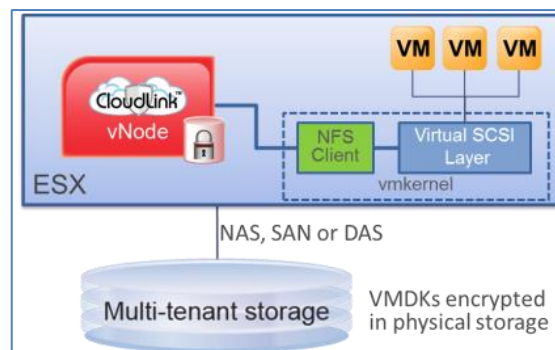 VM VM VM
CloudLink™
vNode
NFS
Client
Virtual SCSI
Layer
vmkernel
ESX
NAS, SAN or DAS
Multi-tenant storage
VMDKs encrypted
in physical storage